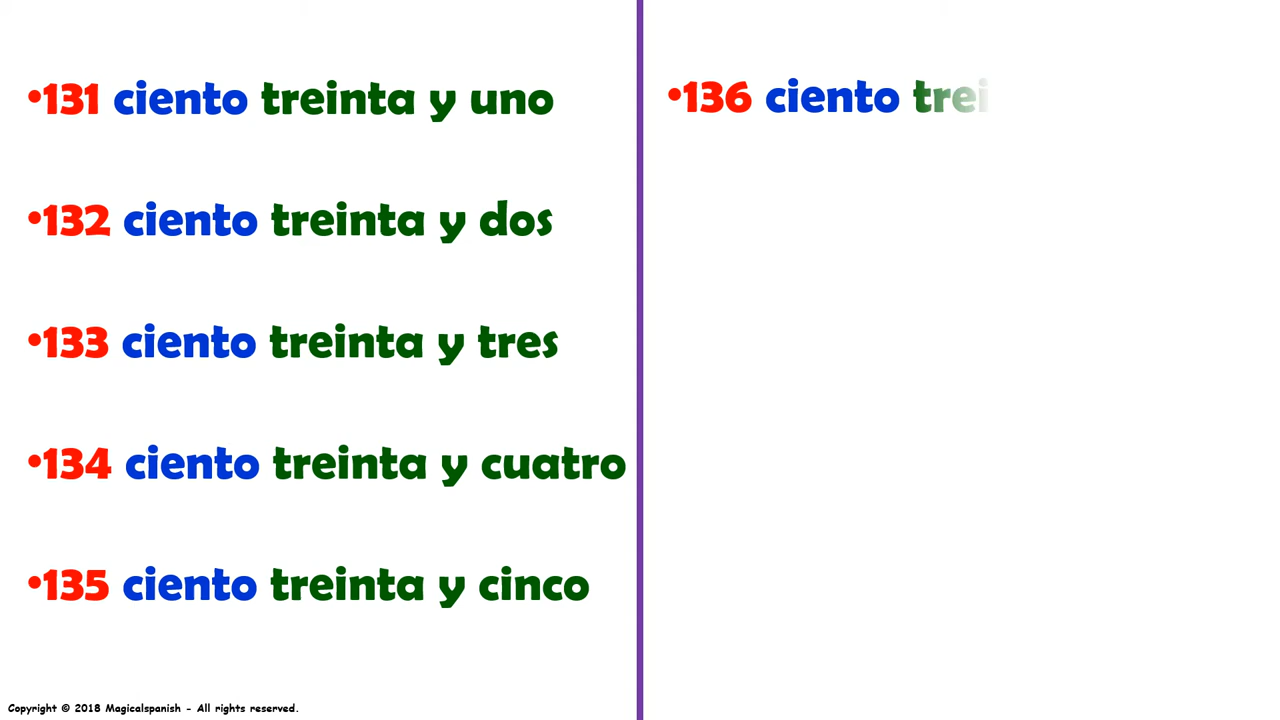 •131 ciento treinta y uno
•132 ciento treinta y dos
•133 ciento treinta y tres
•134 ciento treinta y cuatro
•135 ciento treinta y cinco
•136 ciento trei
Copyright © 2018 Magicalspanish - All rights reserved.